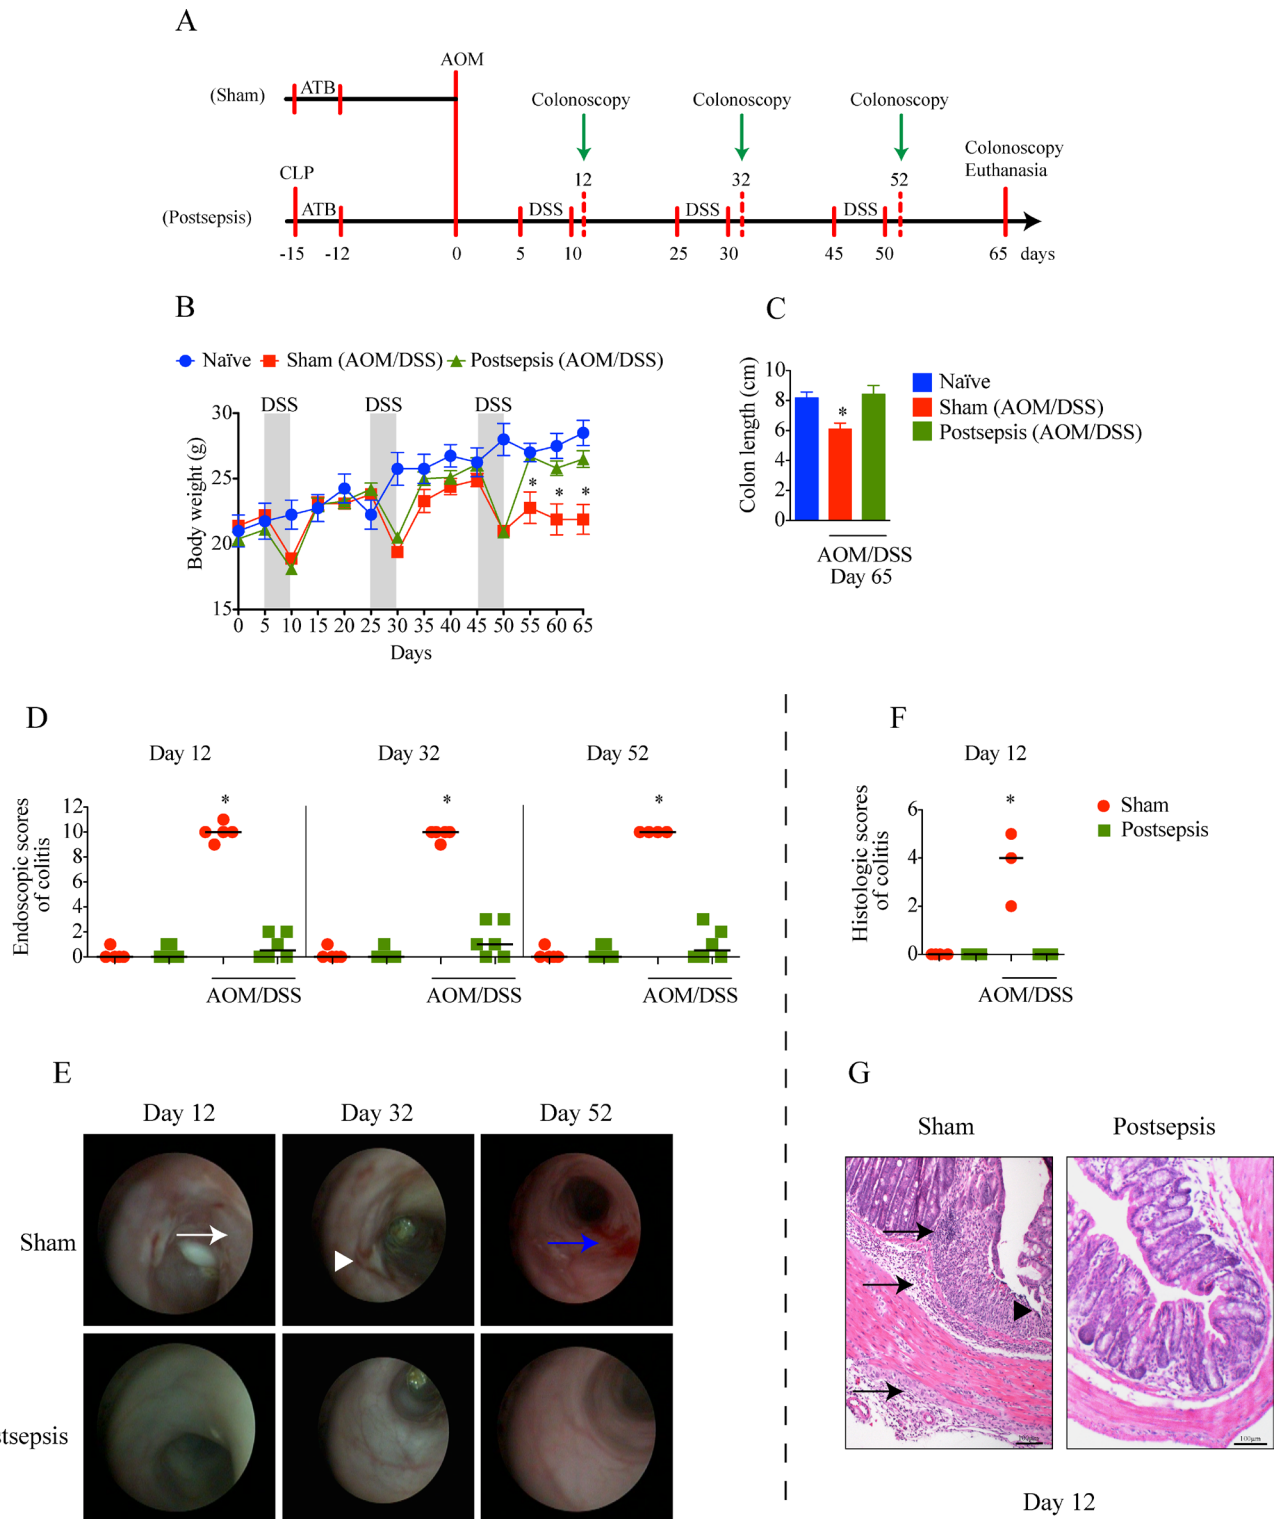 A
AOM
(Sham) ATB
Colonoscopy Colonoscopy Colonoscopy
Colonoscopy
Euthanasia
CLP 12 32 52
(Postsepsis) ATB DSS DSS DSS
-15 -12 0 5 10 25 30 45 50 65 days
B
Naïve Sham (AOM/DSS) Postsepsis (AOM/DSS)
DSS DSS DSS
30
25
20
15
Body weight (g)
* * *
0 5 10 15 20 25 30 35 40 45 50 55 60 65
Days
C
Colon length (cm)
10
8
6
4
2
0
*
AOM/DSS
Day 65
Naïve
Sham (AOM/DSS)
Postsepsis (AOM/DSS)
D
Day 12 Day 32 Day 52
Endoscopic scores
of colitis
12
10
8
6
4
2
0
* * *
AOM/DSS AOM/DSS AOM/DSS
F
Day 12
Histologic scores
of colitis
6
4
2
0
*
AOM/DSS
Sham
Postsepsis
E
Day 12 Day 32 Day 52
Sham
stsepsis
G
Sham Postsepsis
100µm 100µm
Day 12